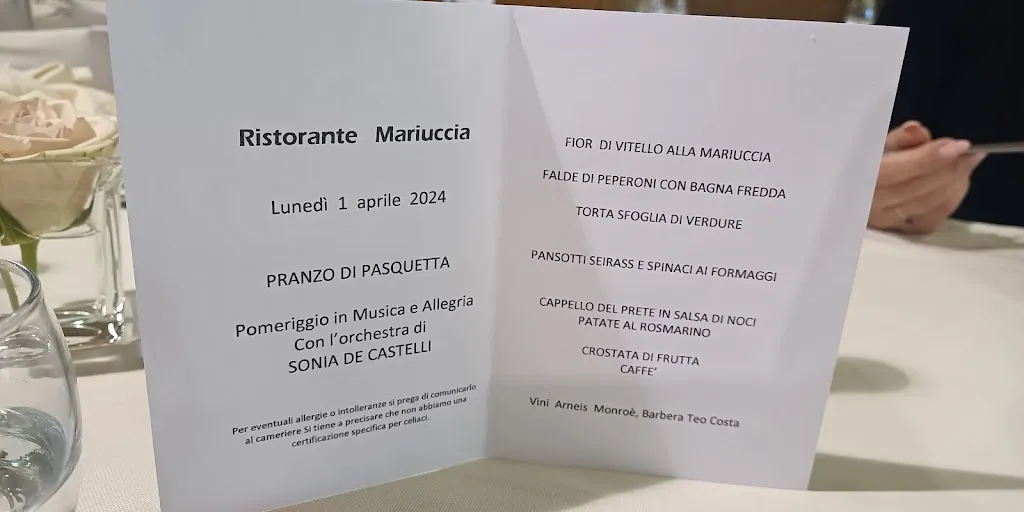 Ristorante Mariuccia
Lunedì 1 aprile 2024
PRANZO DI PASQUETTA
Pomeriggio in Musica e Allegria
Con l'orchestra di
SONIA DE CASTELLI
Per eventuali allergie o intolleranze si prega di comunicarlo
al cameriere Si tiene a precisare che non abbiamo una
certificazione specifica per celiaci.
FIOR DI VITELLO ALLA MARIUCCIA
FALDE DI PEPERONI CON BAGNA FREDDA
TORTA SFOGLIA DI VERDURE
PANSOTTI SEIRASS E SPINACI AI FORMAGGI
CAPPELLO DEL PRETE IN SALSA DI NOCI
PATATE AL ROSMARINO
CROSTATA DI FRUTTA
CAFFE'
Vini Arneis Monroè, Barbera Teo Costa